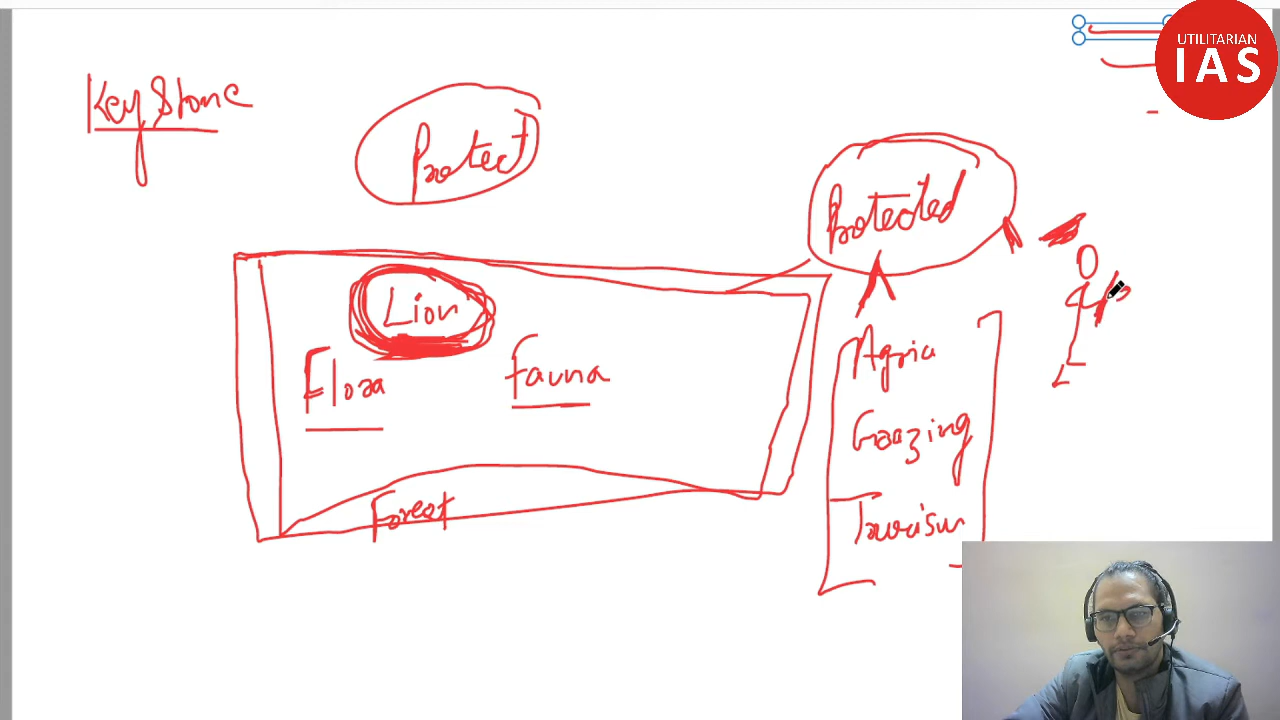 UTILITARIAN
IAS
Key Stone
Protect
Protected
Lion
Flora
Fauna
Forest
Agric
Grazing
Tourism